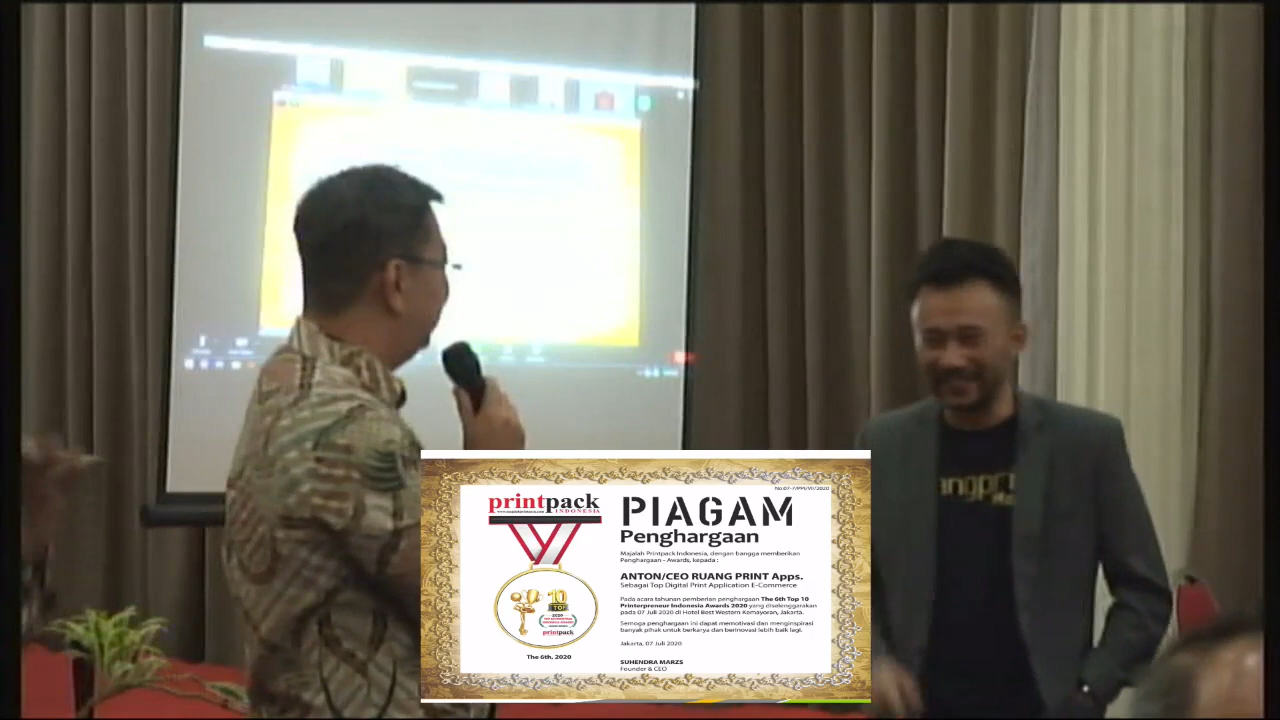 angpri
No.07-7/PPI/VII/2020
printpack
INDONESIA
PIAGAM
Penghargaan
Majalah Printpack Indonesia, dengan bangga memberikan
Penghargaan - Awards, kepada :
ANTON/CEO RUANG PRINT Apps.
Sebagai Top Digital Print Application E-Commerce
Pada acara tahunan pemberian penghargaan The 6th Top 10
Printerpreneur Indonesia Awards 2020 yang diselenggarakan
pada 07 Juli 2020 di Hotel Best Western Kemayoran, Jakarta.
Semoga penghargaan ini dapat memotivasi dan menginspirasi
banyak pihak untuk berkarya dan berinovasi lebih baik lagi.
Jakarta, 07 Juli 2020
SUHENDRA MARZS
Founder & CEO
10
TOP
2020
printpack
The 6th, 2020